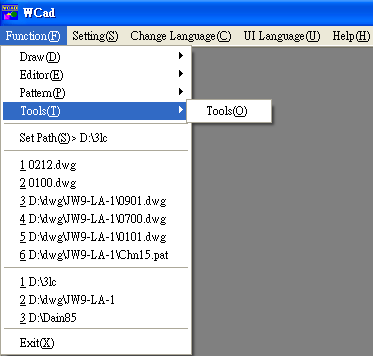 WCad
Function(F) Setting(S) Change Language(C) UI Language(U) Help(H)
Draw(D)
Editor(E)
Pattern(P)
Tools(T) Tools(O)
Set Path(S)> D:\3lc
1 0212.dwg
2 0100.dwg
3 D:\dwg\JW9-LA-1\0901.dwg
4 D:\dwg\JW9-LA-1\0700.dwg
5 D:\dwg\JW9-LA-1\0101.dwg
6 D:\dwg\JW9-LA-1\Chn15.pat
1 D:\3lc
2 D:\dwg\JW9-LA-1
3 D:\Dain85
Exit(X)